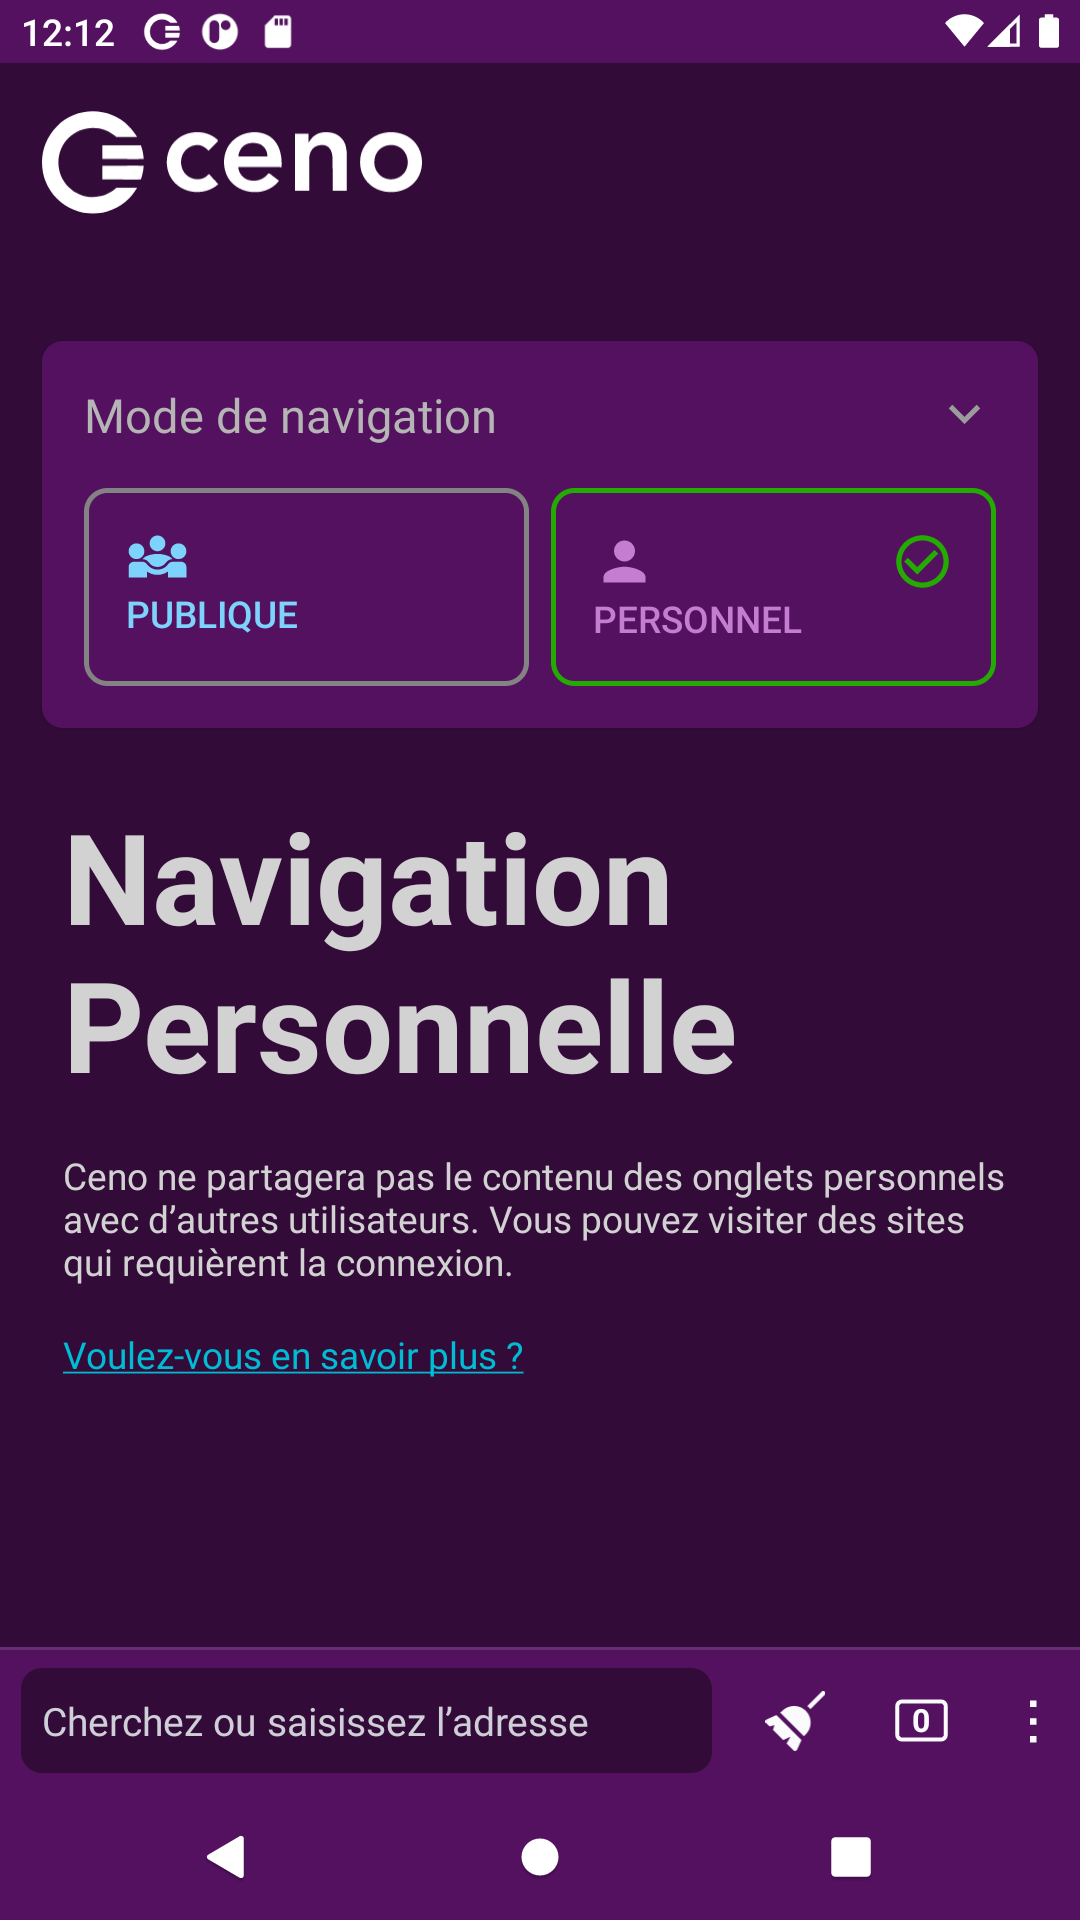 12:12
ceno
Mode de navigation
PUBLIQUE
PERSONNEL
Navigation
Personnelle
Ceno ne partagera pas le contenu des onglets personnels
avec d’autres utilisateurs. Vous pouvez visiter des sites
qui requièrent la connexion.
Voulez-vous en savoir plus ?
Cherchez ou saisissez l’adresse
0